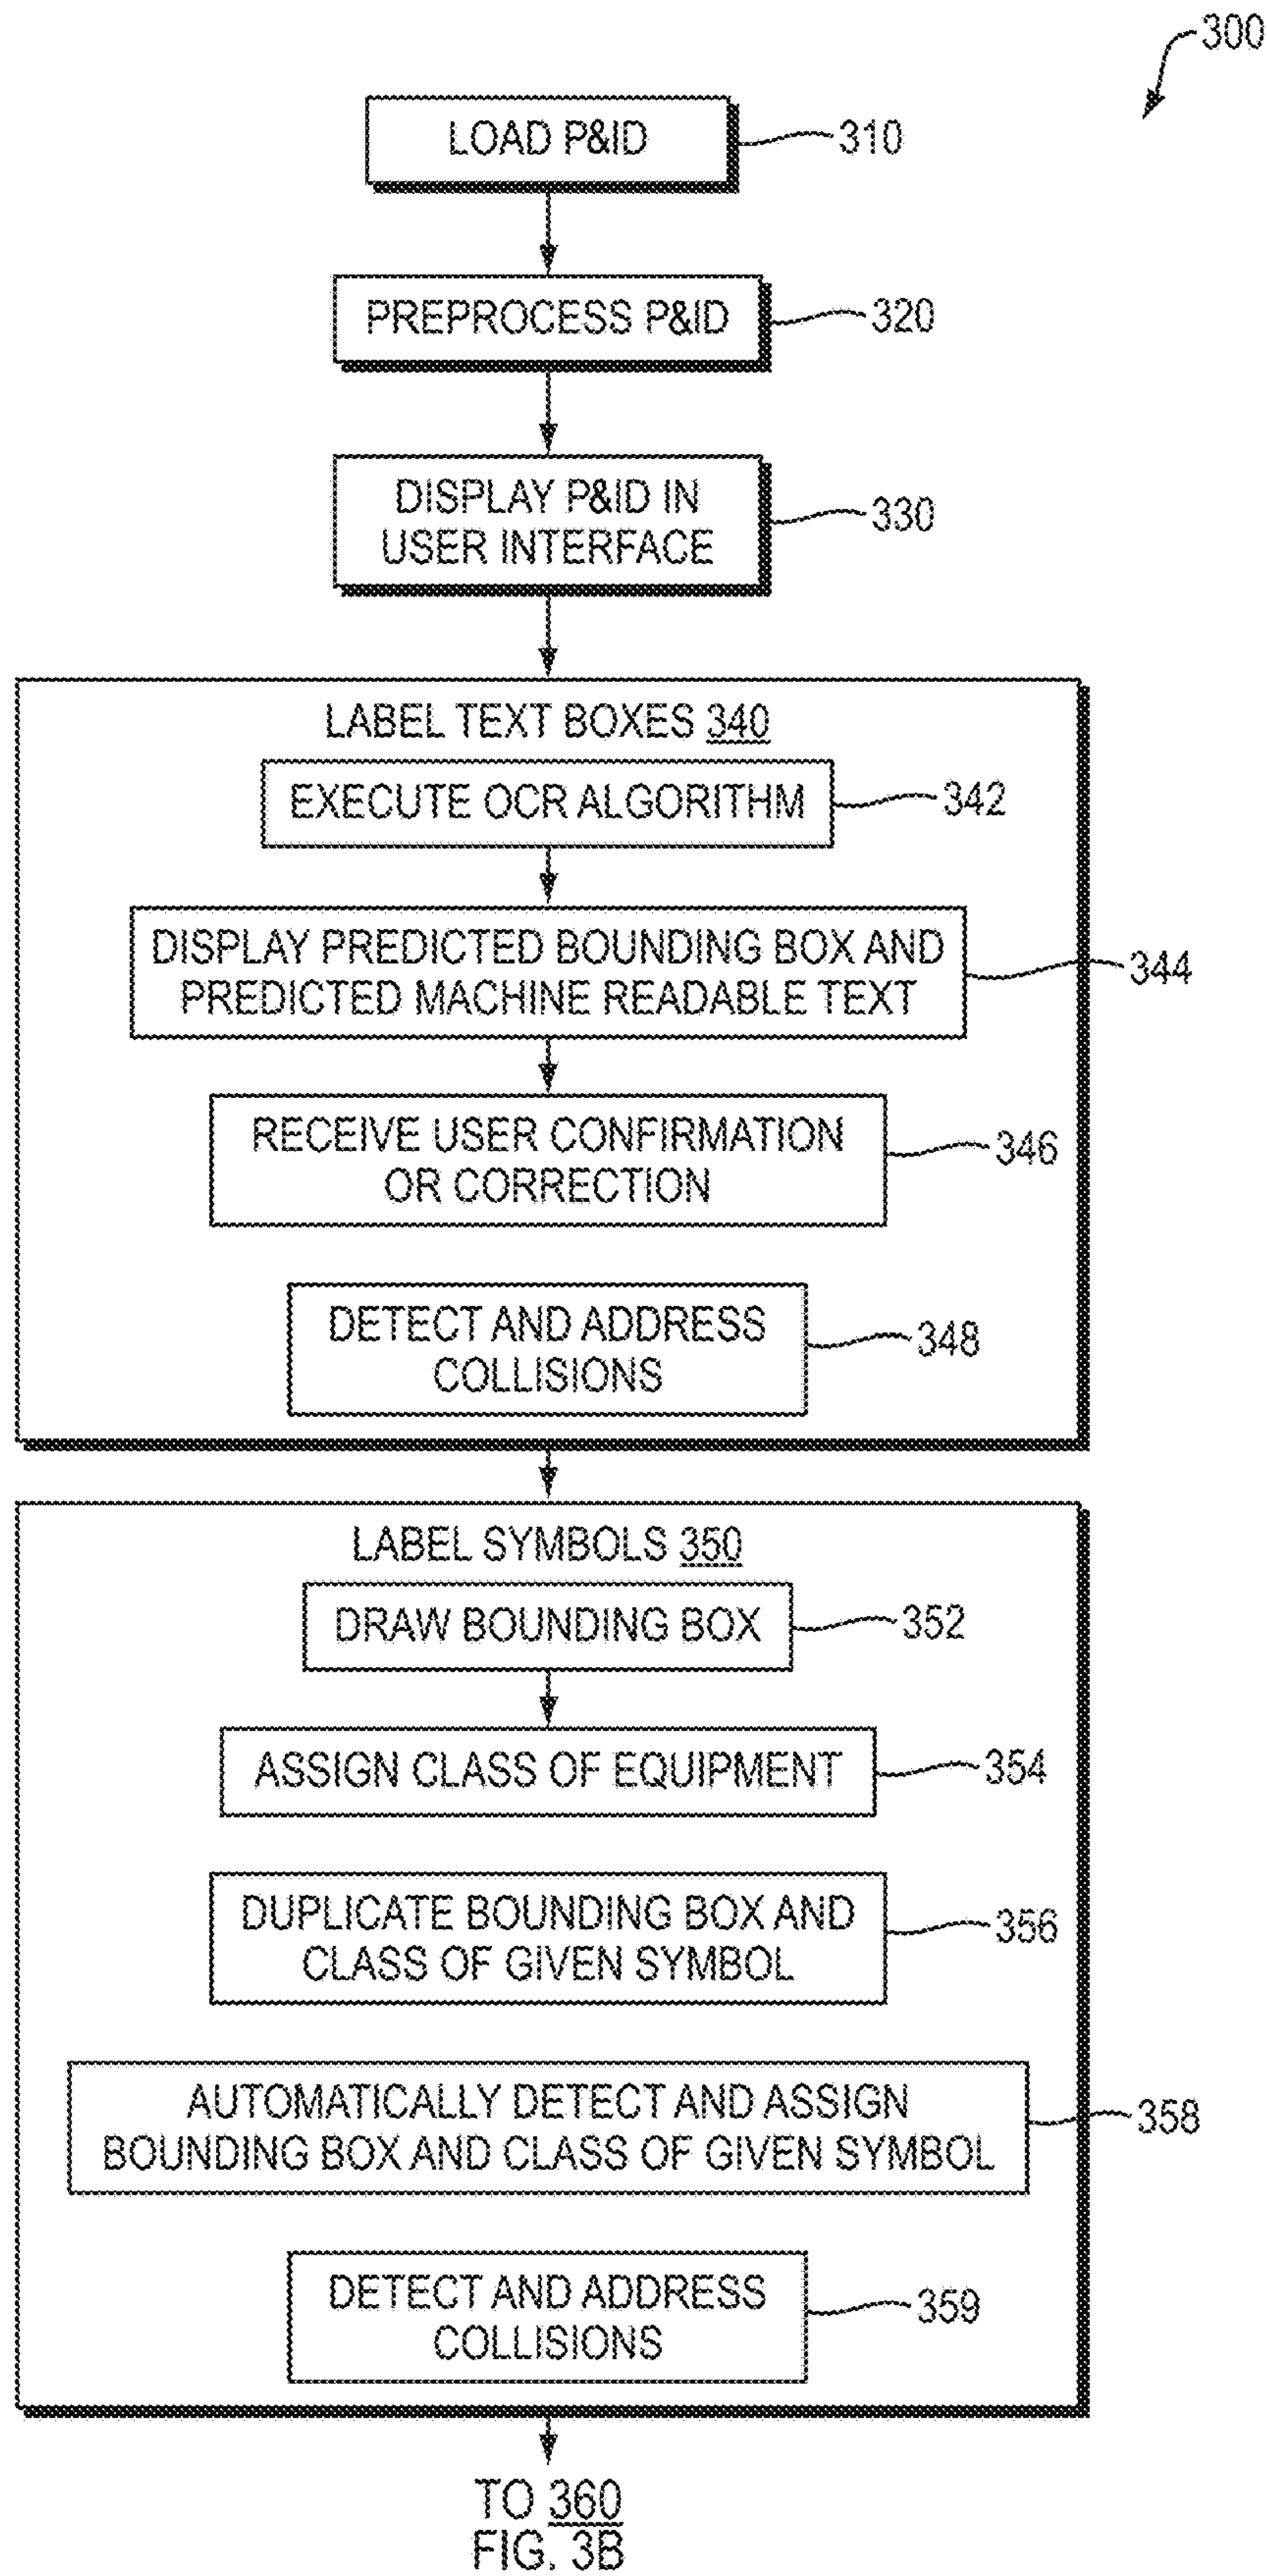 300
LOAD P&ID
310
PREPROCESS P&ID
320
DISPLAY P&ID IN
USER INTERFACE
330
LABEL TEXT BOXES 340
EXECUTE OCR ALGORITHM
342
DISPLAY PREDICTED BOUNDING BOX AND
PREDICTED MACHINE READABLE TEXT
344
RECEIVE USER CONFIRMATION
OR CORRECTION
346
DETECT AND ADDRESS
COLLISIONS
348
LABEL SYMBOLS 350
DRAW BOUNDING BOX
352
ASSIGN CLASS OF EQUIPMENT
354
DUPLICATE BOUNDING BOX AND
CLASS OF GIVEN SYMBOL
356
AUTOMATICALLY DETECT AND ASSIGN
BOUNDING BOX AND CLASS OF GIVEN SYMBOL
358
DETECT AND ADDRESS
COLLISIONS
359
TO 360
FIG. 3B